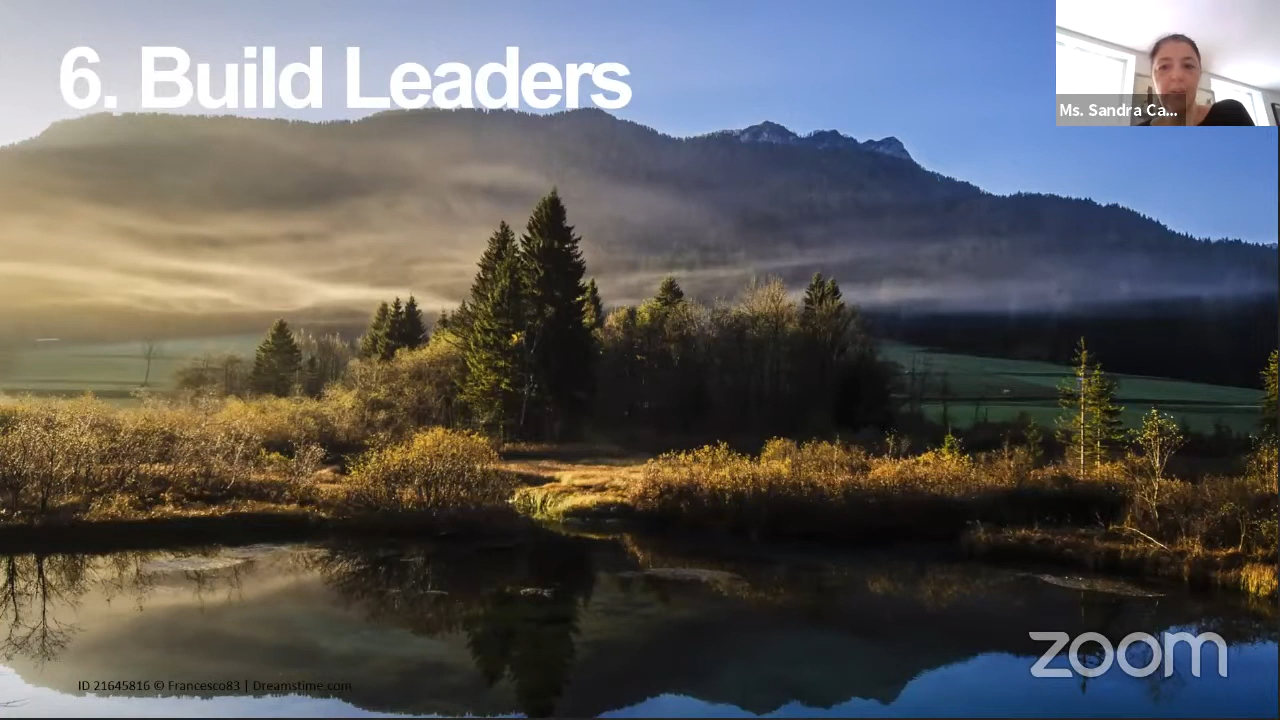 6. Build Leaders
Ms. Sandra Ca...
zoom
ID 21645816 © Francesco83 | Dreamstime.com